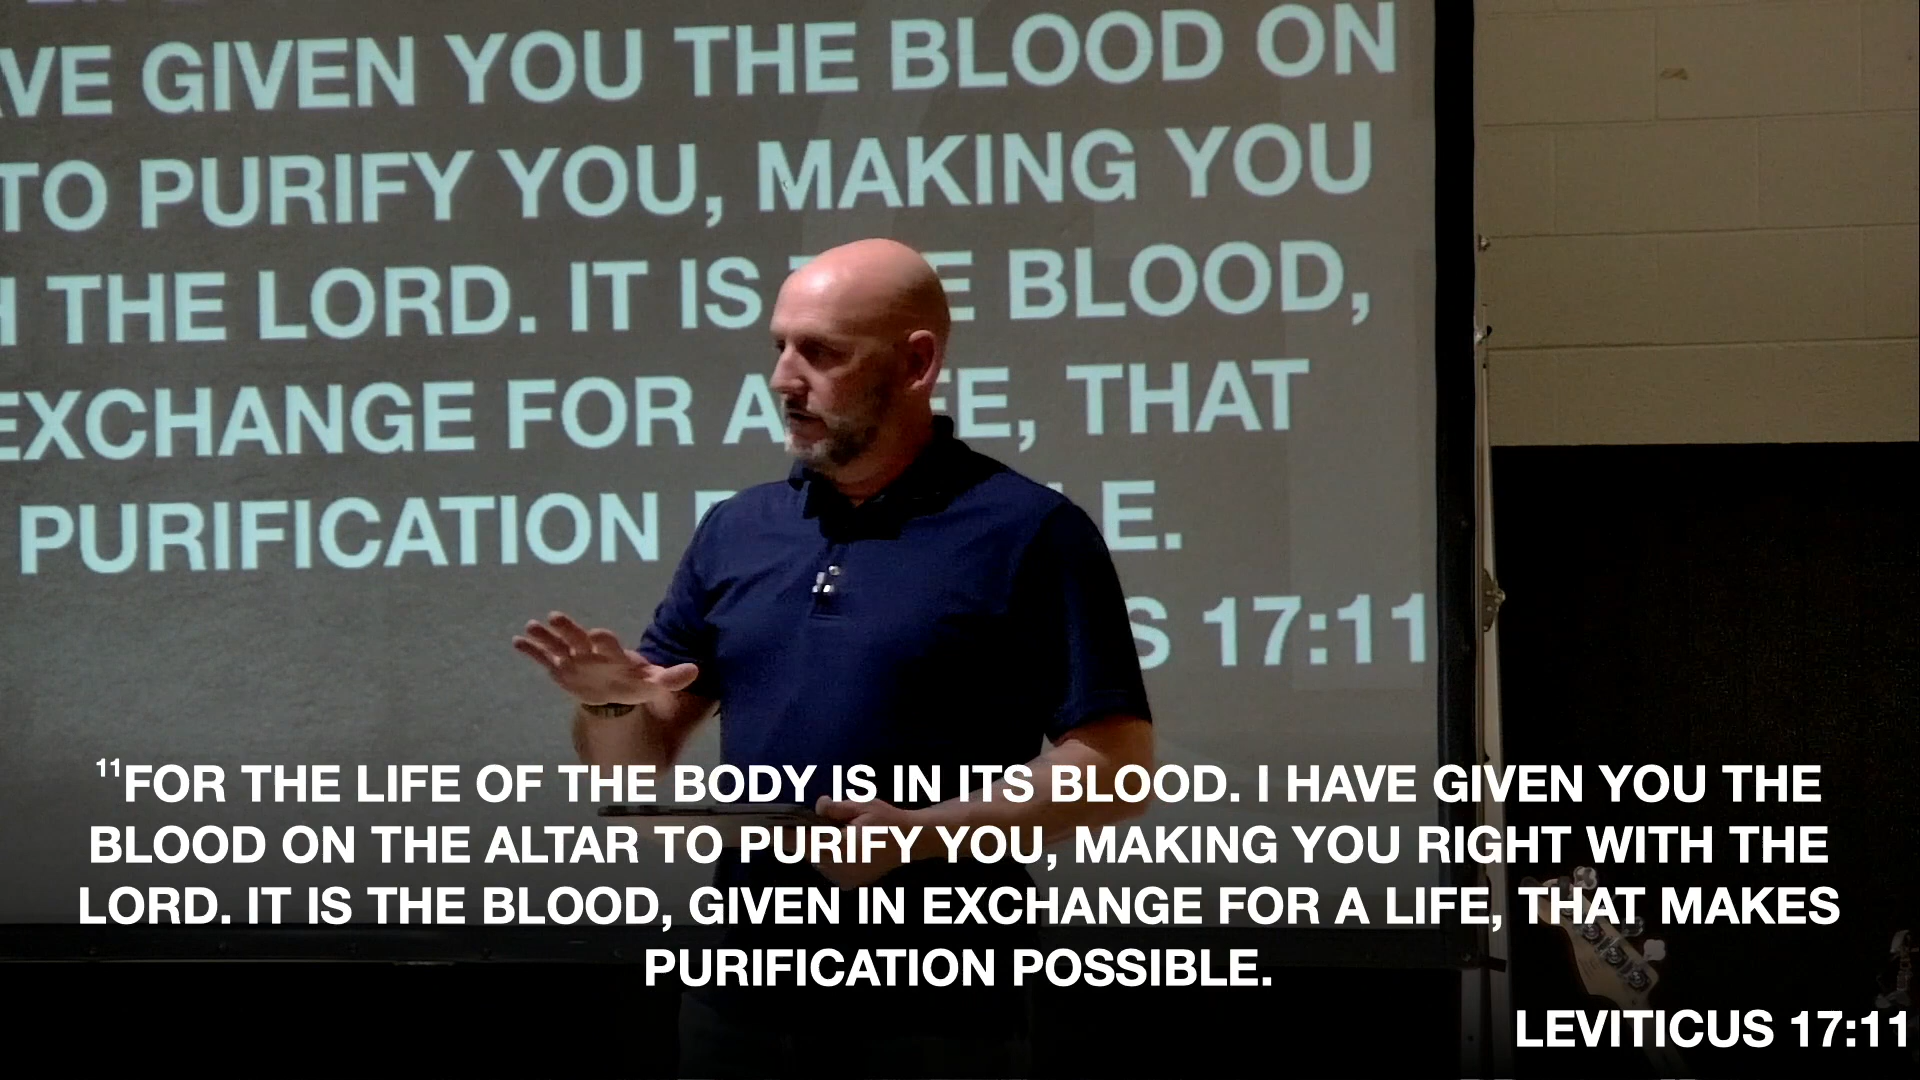 VE GIVEN YOU THE BLOOD ON
TO PURIFY YOU, MAKING YOU
H THE LORD. IT IS THE BLOOD,
EXCHANGE FOR A LIFE, THAT
PURIFICATION
17:11
11FOR THE LIFE OF THE BODY IS IN ITS BLOOD. I HAVE GIVEN YOU THE
BLOOD ON THE ALTAR TO PURIFY YOU, MAKING YOU RIGHT WITH THE
LORD. IT IS THE BLOOD, GIVEN IN EXCHANGE FOR A LIFE, THAT MAKES
PURIFICATION POSSIBLE.
LEVITICUS 17:11